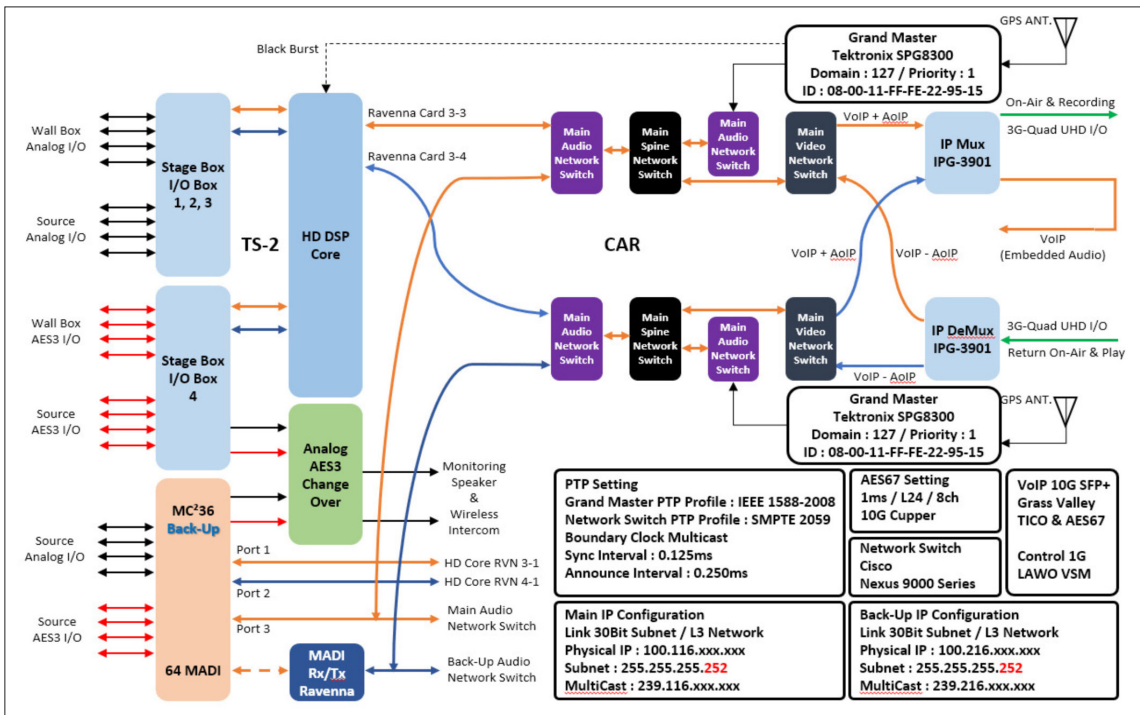 Black Burst
Grand Master
Tektronix SPG8300
Domain : 127 / Priority : 1
ID : 08-00-11-FF-FE-22-95-15
GPS ANT.
Wall Box
Analog I/O
Source
Analog I/O
Stage Box
I/O Box
1, 2, 3
TS-2
HD DSP
Core
Ravenna Card 3-3
Ravenna Card 3-4
Main
Audio
Network
Switch
Main
Spine
Network
Switch
Main
Audio
Network
Switch
Main
Video
Network
Switch
VoIP + AoIP
IP Mux
IPG-3901
On-Air & Recording
3G-Quad UHD I/O
VoIP
(Embedded Audio)
CAR
VoIP + AoIP
VoIP - AoIP
Wall Box
AES3 I/O
Source
AES3 I/O
Stage Box
I/O Box
4
Main
Audio
Network
Switch
Main
Spine
Network
Switch
Main
Audio
Network
Switch
Main
Video
Network
Switch
VoIP - AoIP
IP DeMux
IPG-3901
3G-Quad UHD I/O
Return On-Air & Play
Grand Master
Tektronix SPG8300
Domain : 127 / Priority : 1
ID : 08-00-11-FF-FE-22-95-15
GPS ANT.
Analog
AES3
Change
Over
Monitoring
Speaker
&
Wireless
Intercom
MC²36
Back-Up
64 MADI
Source
Analog I/O
Source
AES3 I/O
Port 1
HD Core RVN 3-1
HD Core RVN 4-1
Port 2
Port 3
Main Audio
Network Switch
MADI
Rx/Tx
Ravenna
Back-Up Audio
Network Switch
PTP Setting
Grand Master PTP Profile : IEEE 1588-2008
Network Switch PTP Profile : SMPTE 2059
Boundary Clock Multicast
Sync Interval : 0.125ms
Announce Interval : 0.250ms
AES67 Setting
1ms / L24 / 8ch
10G Cupper
Network Switch
Cisco
Nexus 9000 Series
VoIP 10G SFP+
Grass Valley
TICO & AES67
Control 1G
LAWO VSM
Main IP Configuration
Link 30Bit Subnet / L3 Network
Physical IP : 100.116.xxx.xxx
Subnet : 255.255.255.252
MultiCast : 239.116.xxx.xxx
Back-Up IP Configuration
Link 30Bit Subnet / L3 Network
Physical IP : 100.216.xxx.xxx
Subnet : 255.255.255.252
MultiCast : 239.216.xxx.xxx